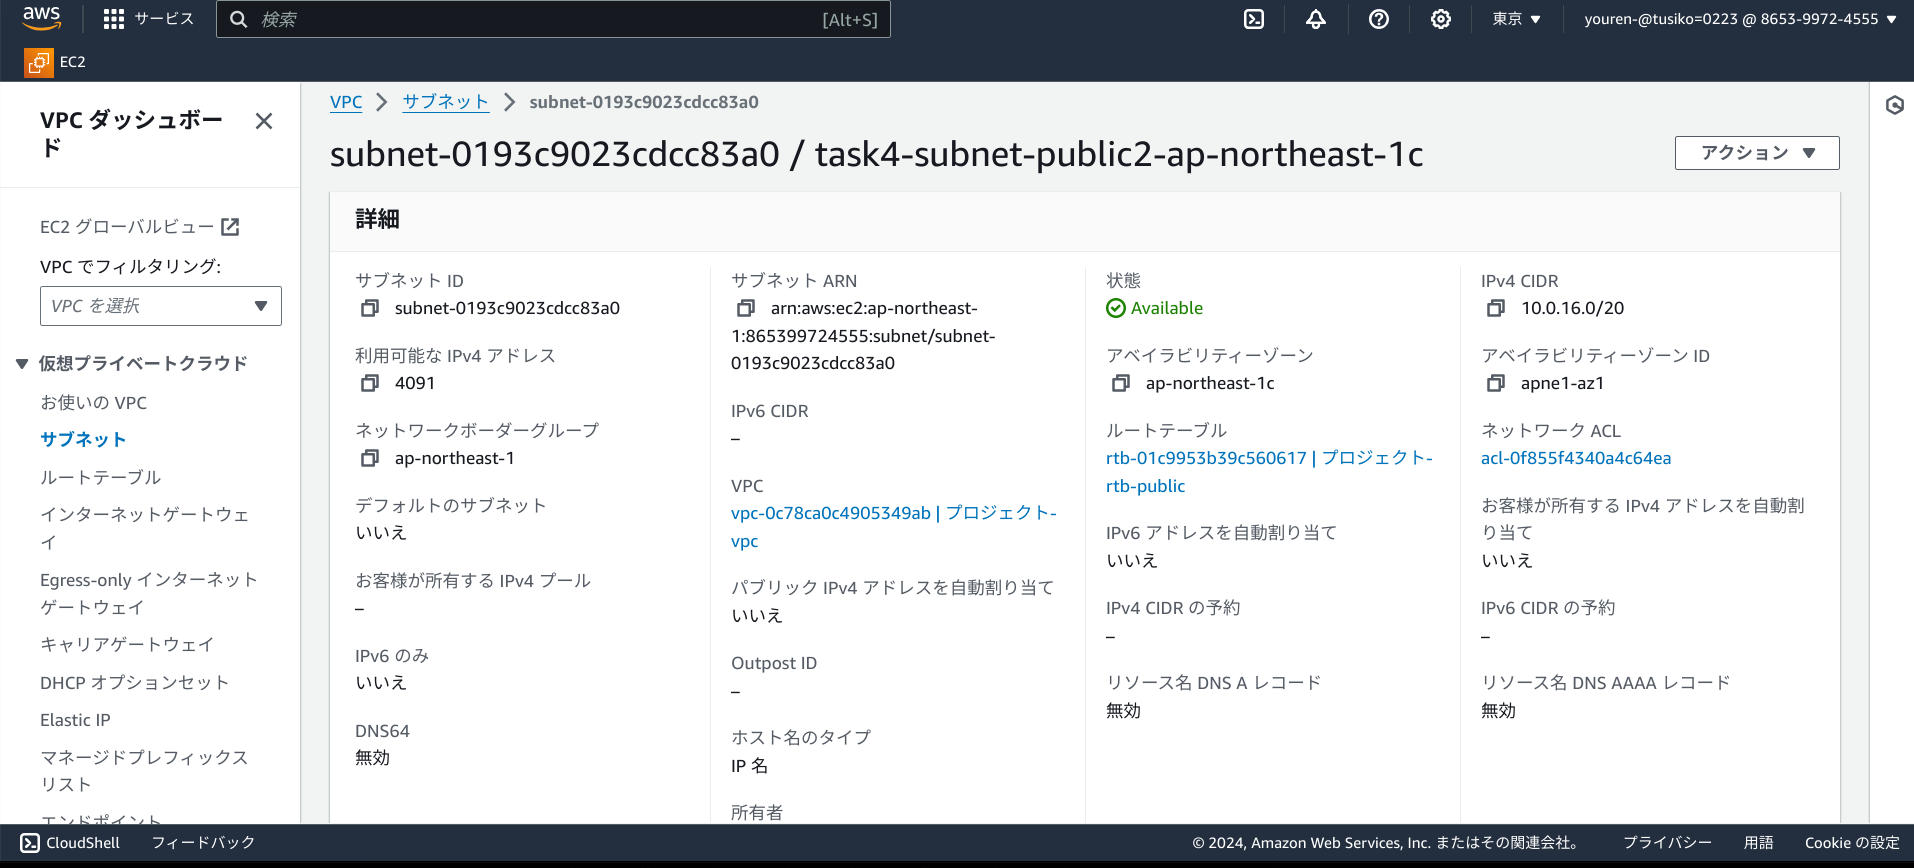 aws
サービス
検索
[Alt+S]
東京 ▼
youren-@tusiko=0223 @ 8653-9972-4555 ▼
EC2
VPC ダッシュボー
ド
EC2 グローバルビュー
VPC でフィルタリング:
VPC を選択
仮想プライベートクラウド
お使いの VPC
サブネット
ルートテーブル
インターネットゲートウェ
イ
Egress-only インターネット
ゲートウェイ
キャリアゲートウェイ
DHCP オプションセット
Elastic IP
マネージドプレフィックス
リスト
エンドポイント
VPC
サブネット
subnet-0193c9023cdcc83a0
subnet-0193c9023cdcc83a0 / task4-subnet-public2-ap-northeast-1c
アクション ▼
詳細
サブネット ID
subnet-0193c9023cdcc83a0
利用可能な IPv4 アドレス
4091
ネットワークボーダーグループ
ap-northeast-1
デフォルトのサブネット
いいえ
お客様が所有する IPv4 プール
–
IPv6 のみ
いいえ
DNS64
無効
サブネット ARN
arn:aws:ec2:ap-northeast-
1:865399724555:subnet/subnet-
0193c9023cdcc83a0
IPv6 CIDR
–
VPC
vpc-0c78ca0c4905349ab | プロジェクト-
vpc
パブリック IPv4 アドレスを自動割り当て
いいえ
Outpost ID
–
ホスト名のタイプ
IP 名
所有者
状態
Available
アベイラビリティーゾーン
ap-northeast-1c
ルートテーブル
rtb-01c9953b39c560617 | プロジェクト-
rtb-public
IPv6 アドレスを自動割り当て
いいえ
IPv4 CIDR の予約
–
リソース名 DNS A レコード
無効
IPv4 CIDR
10.0.16.0/20
アベイラビリティーゾーン ID
apne1-az1
ネットワーク ACL
acl-0f855f4340a4c64ea
お客様が所有する IPv4 アドレスを自動割
り当て
いいえ
IPv6 CIDR の予約
–
リソース名 DNS AAAA レコード
無効
CloudShell
フィードバック
© 2024, Amazon Web Services, Inc. またはその関連会社。
プライバシー
用語
Cookie の設定